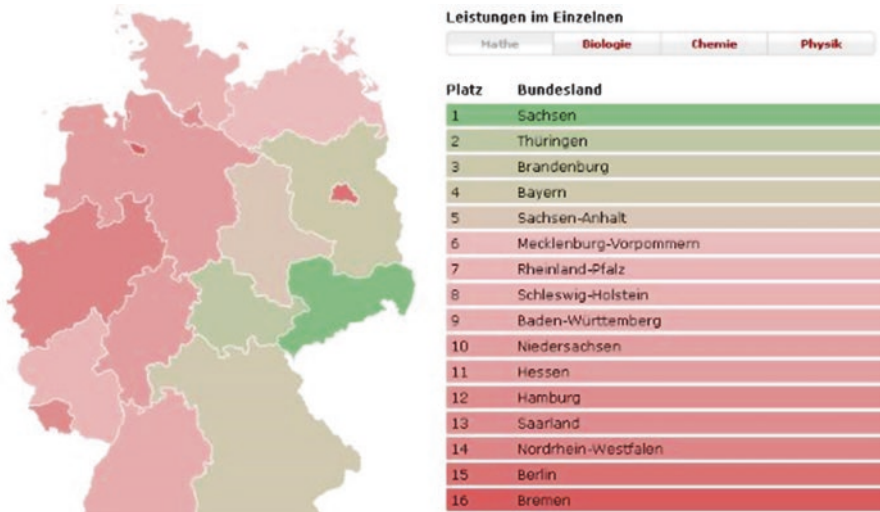 Leistungen im Einzelnen
Mathe Biologie Chemie Physik
Platz Bundesland
1 Sachsen
2 Thüringen
3 Brandenburg
4 Bayern
5 Sachsen-Anhalt
6 Mecklenburg-Vorpommern
7 Rheinland-Pfalz
8 Schleswig-Holstein
9 Baden-Württemberg
10 Niedersachsen
11 Hessen
12 Hamburg
13 Saarland
14 Nordrhein-Westfalen
15 Berlin
16 Bremen